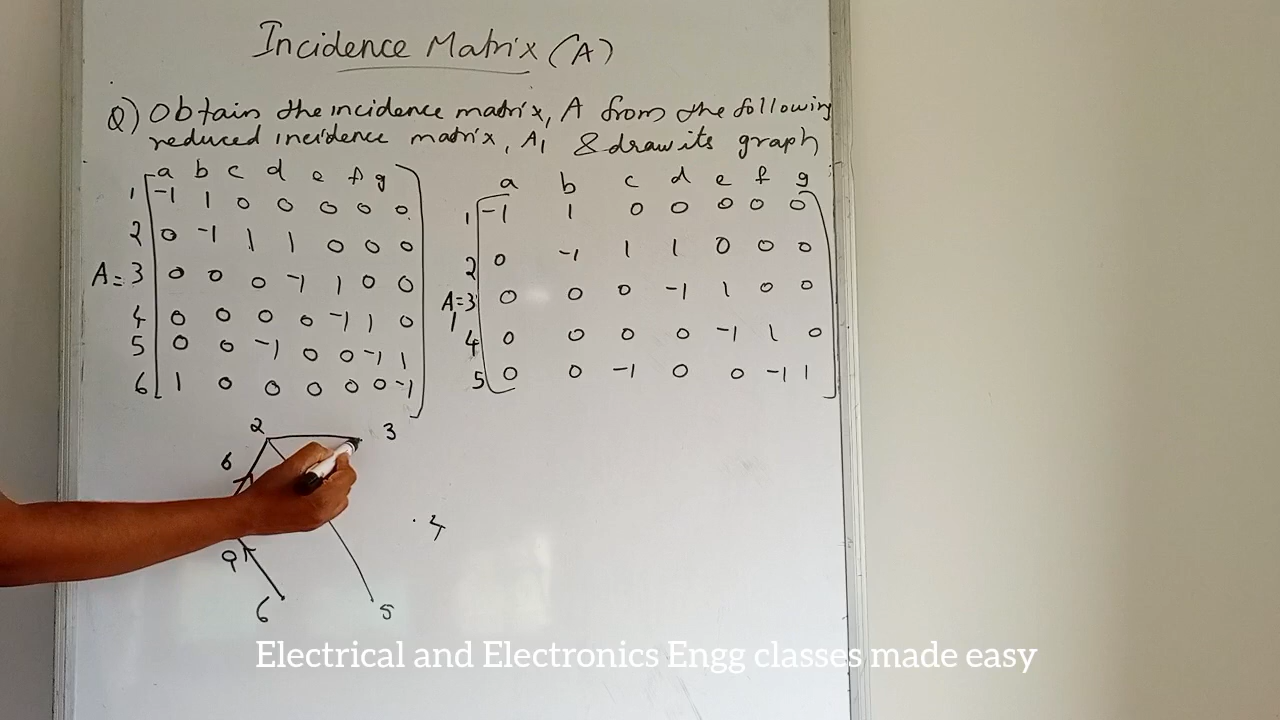 Incidence Matrix (A)
Q) Obtain the incidence matrix, A from the following
reduced incidence matrix, A1 & draw its graph
a b c d e f g
1 -1 1 0 0 0 0 0
2 0 -1 1 1 0 0 0
A = 3 0 0 0 -1 1 0 0
4 0 0 0 0 -1 1 0
5 0 0 -1 0 0 -1 1
6 1 0 0 0 0 0 -1
a b c d e f g
1 -1 1 0 0 0 0 0
2 0 -1 1 1 0 0 0
A1 = 3 0 0 0 -1 1 0 0
4 0 0 0 0 -1 1 0
5 0 0 -1 0 0 -1 1
2 3
6
4
9
6 5
Electrical and Electronics Engg classes made easy